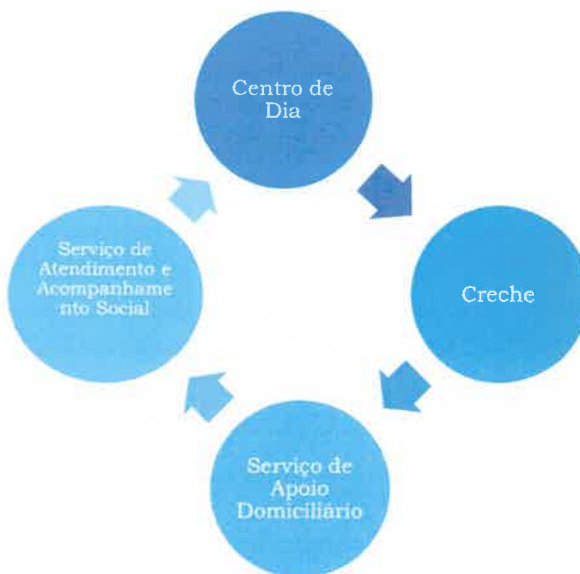 Centro de
Dia
Serviço de
Atendimento e
Acompanhame
nto Social
Creche
Serviço de
Apoio
Domiciliário